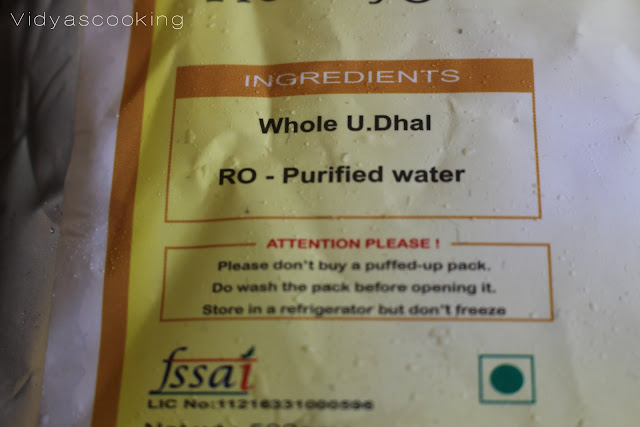 Vidyascooking
INGREDIENTS
Whole U.Dhal
RO - Purified water
ATTENTION PLEASE !
Please don't buy a puffed-up pack.
Do wash the pack before opening it.
Store in a refrigerator but don't freeze
fssai
LIC No:11216331000596